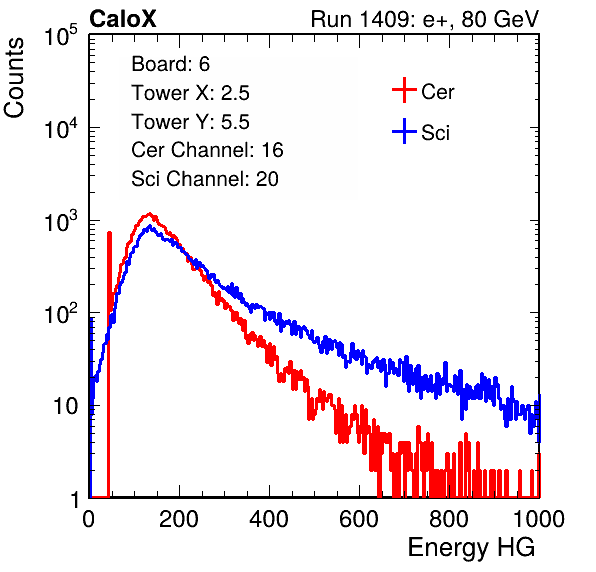 CaloX Run 1409: e+, 80 GeV
Counts
10^5
10^4
10^3
10^2
10
1
Board: 6
Tower X: 2.5
Tower Y: 5.5
Cer Channel: 16
Sci Channel: 20
Cer
Sci
0 200 400 600 800 1000
Energy HG